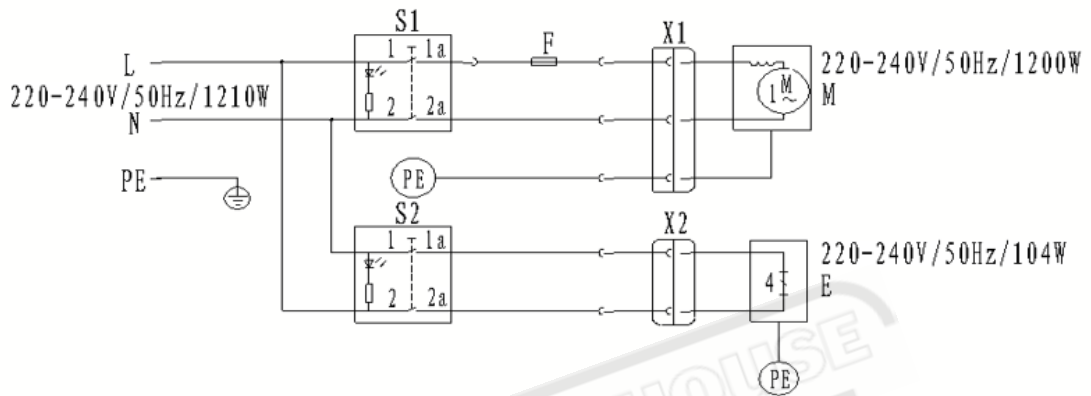 S1
X1
1 1a
F
L
220-240V/50Hz/1200W
M
1 M ~
220-240V/50Hz/1210W
2 2a
N
PE
PE
S2
X2
1 1a
220-240V/50Hz/104W
4
E
2 2a
HOUSE
PE